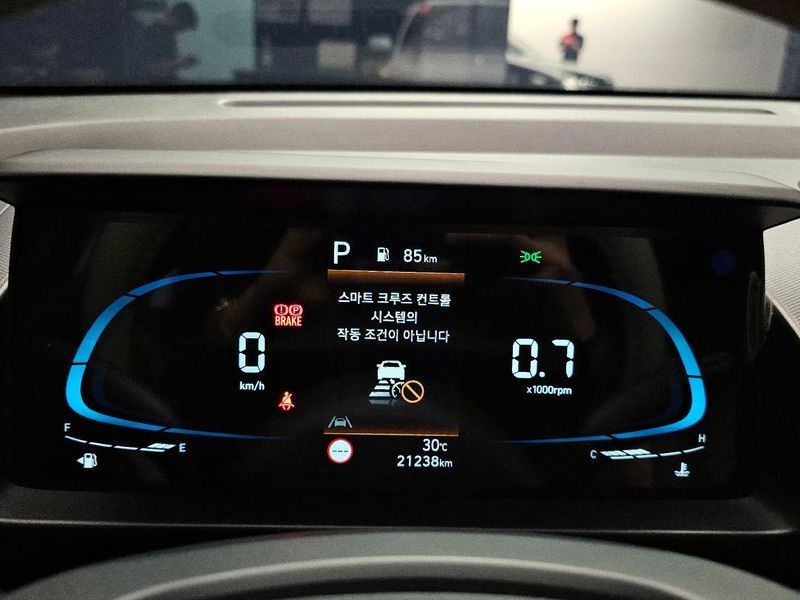 P 85km
스마트 크루즈 컨트롤
시스템의
작동 조건이 아닙니다
BRAKE
0
km/h
0.7
x1000rpm
F E
C H
---
30℃
21238km